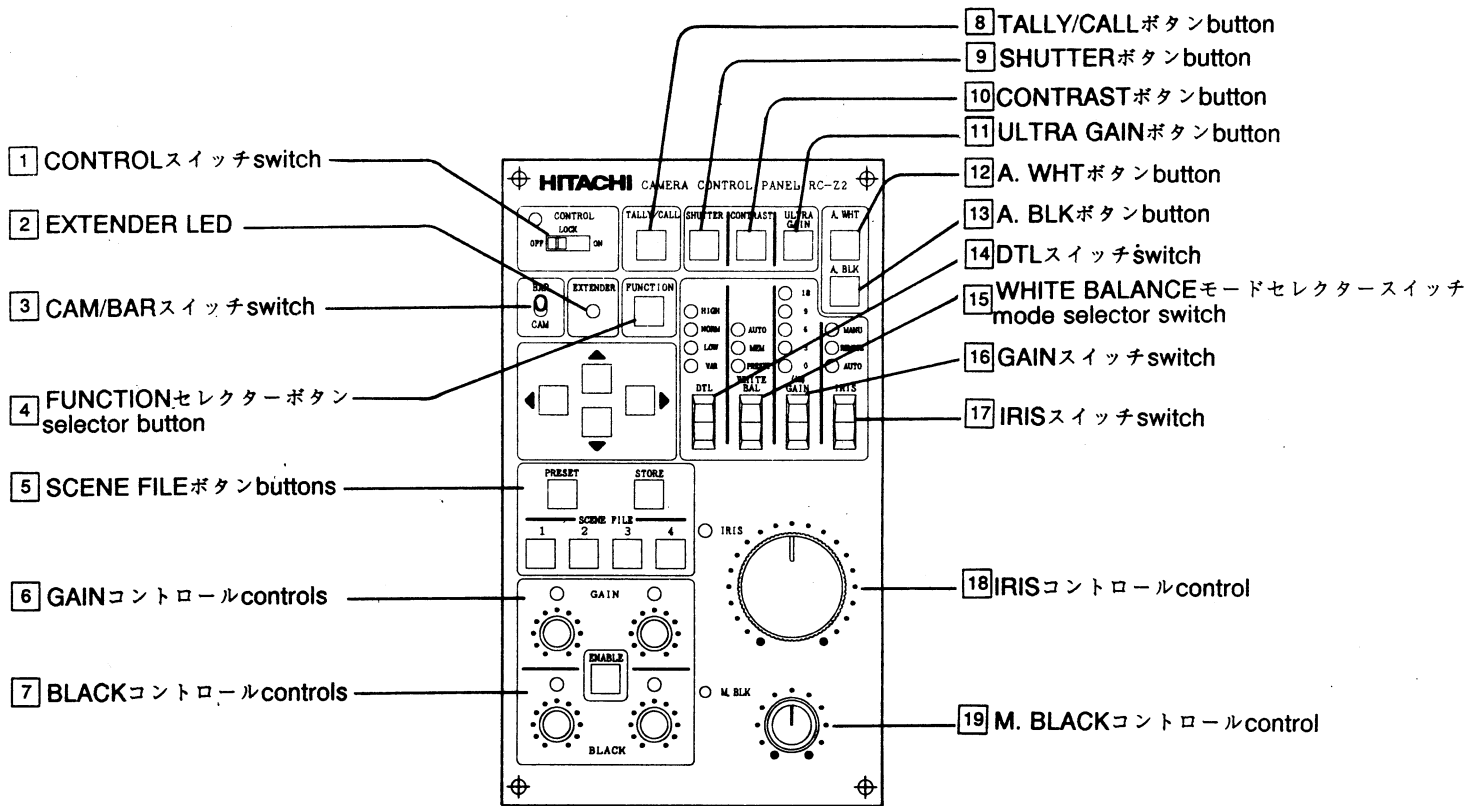 1 CONTROLスイッチswitch
2 EXTENDER LED
3 CAM/BARスイッチswitch
4 FUNCTIONセレクターボタン
selector button
5 SCENE FILEボタンbuttons
6 GAINコントロールcontrols
7 BLACKコントロールcontrols
8 TALLY/CALLボタンbutton
9 SHUTTERボタンbutton
10 CONTRASTボタンbutton
11 ULTRA GAINボタンbutton
12 A. WHTボタンbutton
13 A. BLKボタンbutton
14 DTLスイッチswitch
15 WHITE BALANCEモードセレクタースイッチ
mode selector switch
16 GAINスイッチswitch
17 IRISスイッチswitch
18 IRISコントロールcontrol
19 M. BLACKコントロールcontrol
HITACHI CAMERA CONTROL PANEL RC-Z2
CONTROL
LOCK
OFF ON
TALLY/CALL
SHUTTER
CONTRAST
ULTRA
GAIN
A. WHT
A. BLK
BAR
CAM
EXTENDER
FUNCTION
HIGH
NORM
LOW
VAR
DTL
AUTO
MEM
PRESET
WHITE
BAL
18
9
6
3
0
(dB)
GAIN
MANU
REMOTE
AUTO
IRIS
PRESET
STORE
SCENE FILE
1 2 3 4
IRIS
GAIN
ENABLE
BLACK
M. BLK